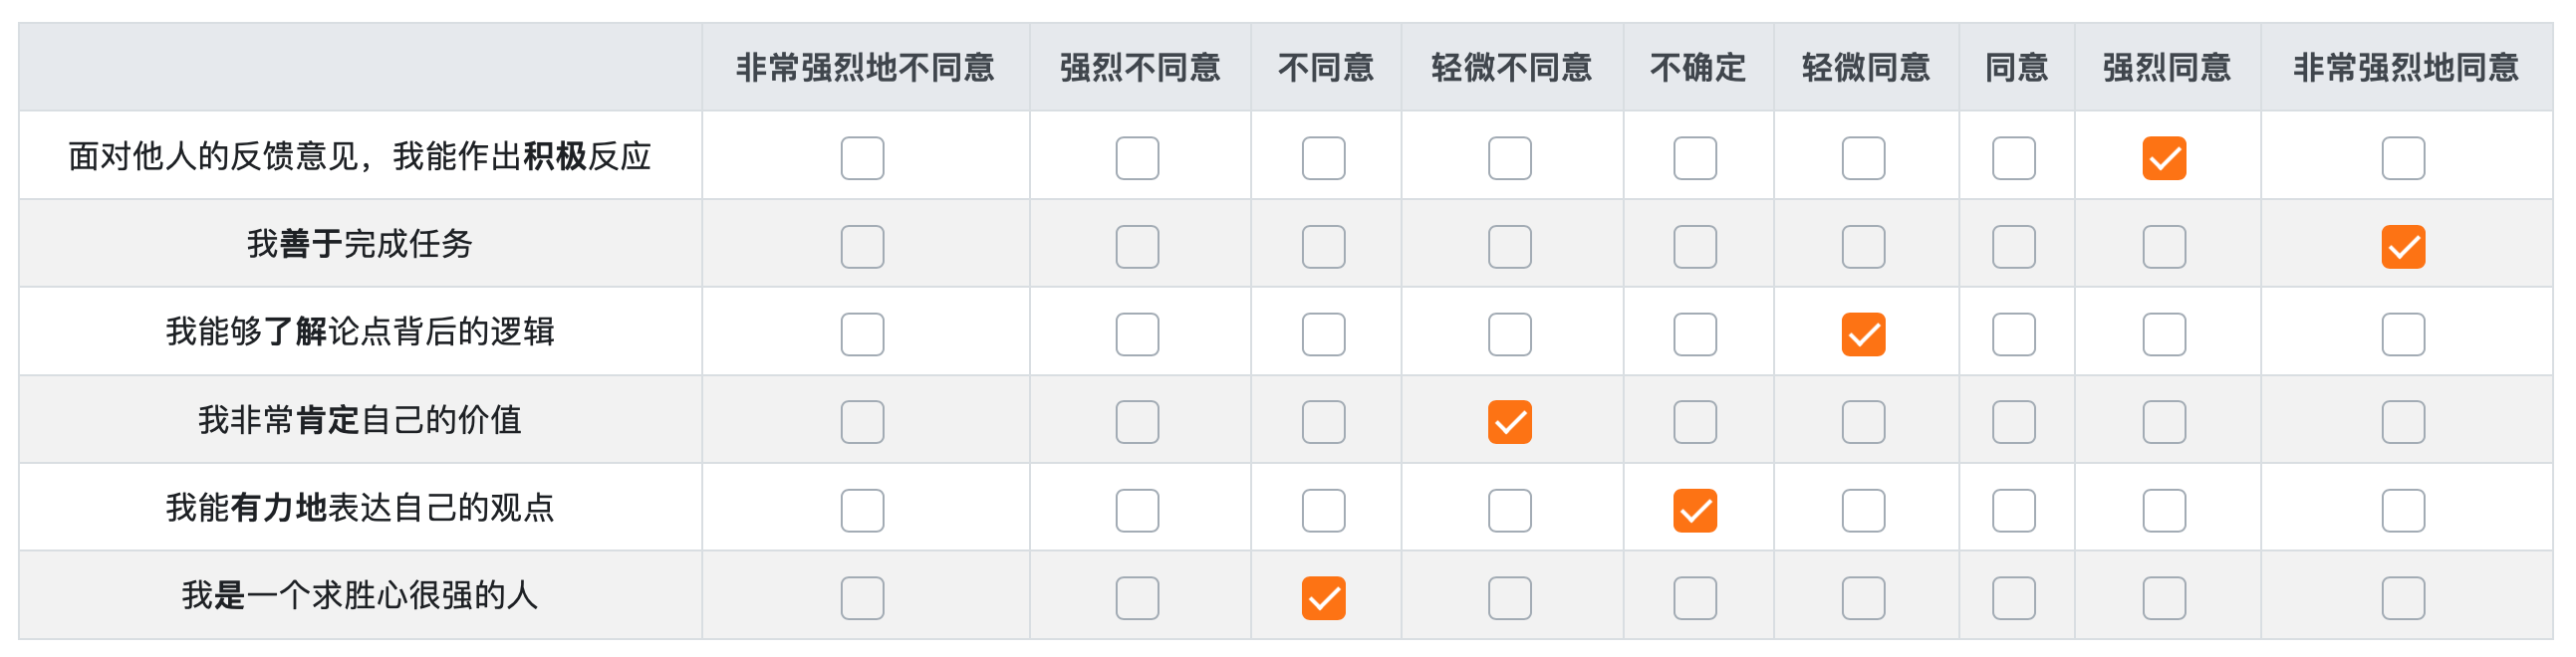 非常强烈地不同意 强烈不同意 不同意 轻微不同意 不确定 轻微同意 同意 强烈同意 非常强烈地同意
面对他人的反馈意见，我能作出积极反应
我善于完成任务
我能够了解论点背后的逻辑
我非常肯定自己的价值
我能有力地表达自己的观点
我是一个求胜心很强的人